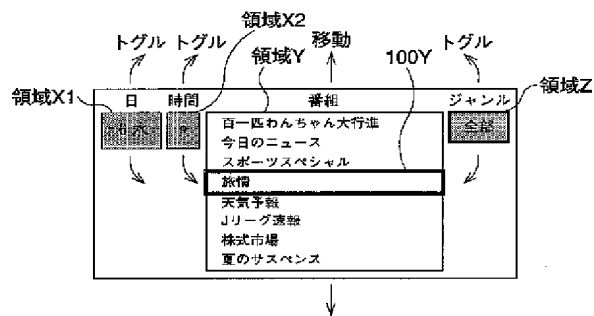 領域X2
トグル トグル 領域Y 移動 100Y トグル
領域X1 日 時間 番組 ジャンル 領域Z
全部
百一匹わんちゃん大行進
今日のニュース
スポーツスペシャル
旅情
天気予報
Jリーグ速報
株式市場
夏のサスペンス